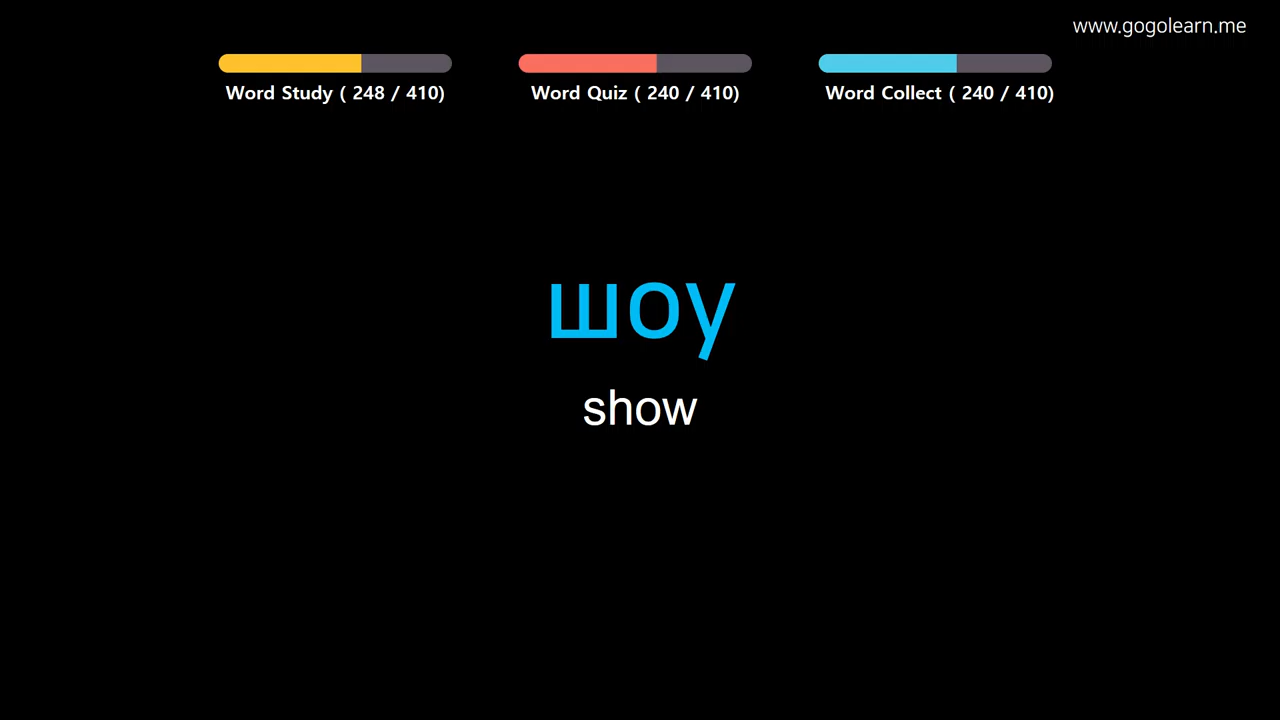 www.gogolearn.me
Word Study ( 248 / 410)
Word Quiz ( 240 / 410)
Word Collect ( 240 / 410)
шоу
show